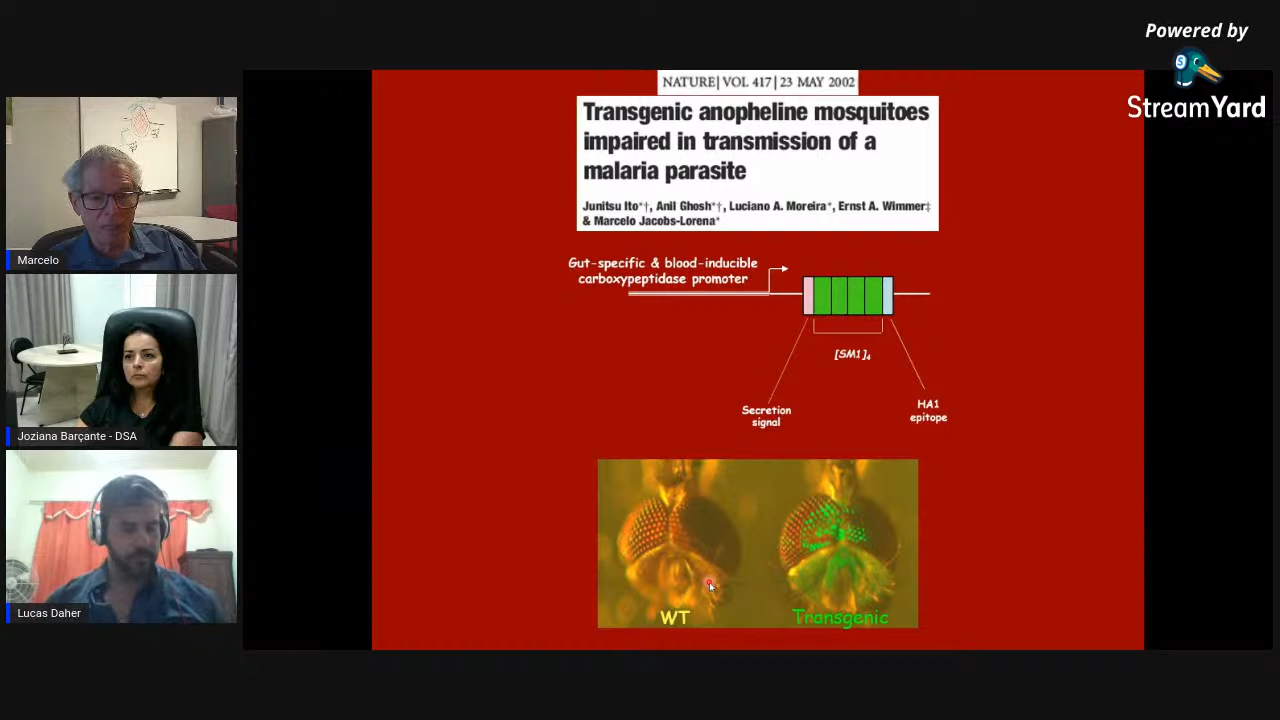 Powered by
StreamYard
NATURE| VOL 417 | 23 MAY 2002
Transgenic anopheline mosquitoes
impaired in transmission of a
malaria parasite
Junitsu Ito*†, Anil Ghosh*†, Luciano A. Moreira*, Ernst A. Wimmer‡
& Marcelo Jacobs-Lorena*
Gut-specific & blood-inducible
carboxypeptidase promoter
[SM1]4
Secretion
signal
HA1
epitope
WT
Transgenic
Marcelo
Joziana Barçante - DSA
Lucas Daher